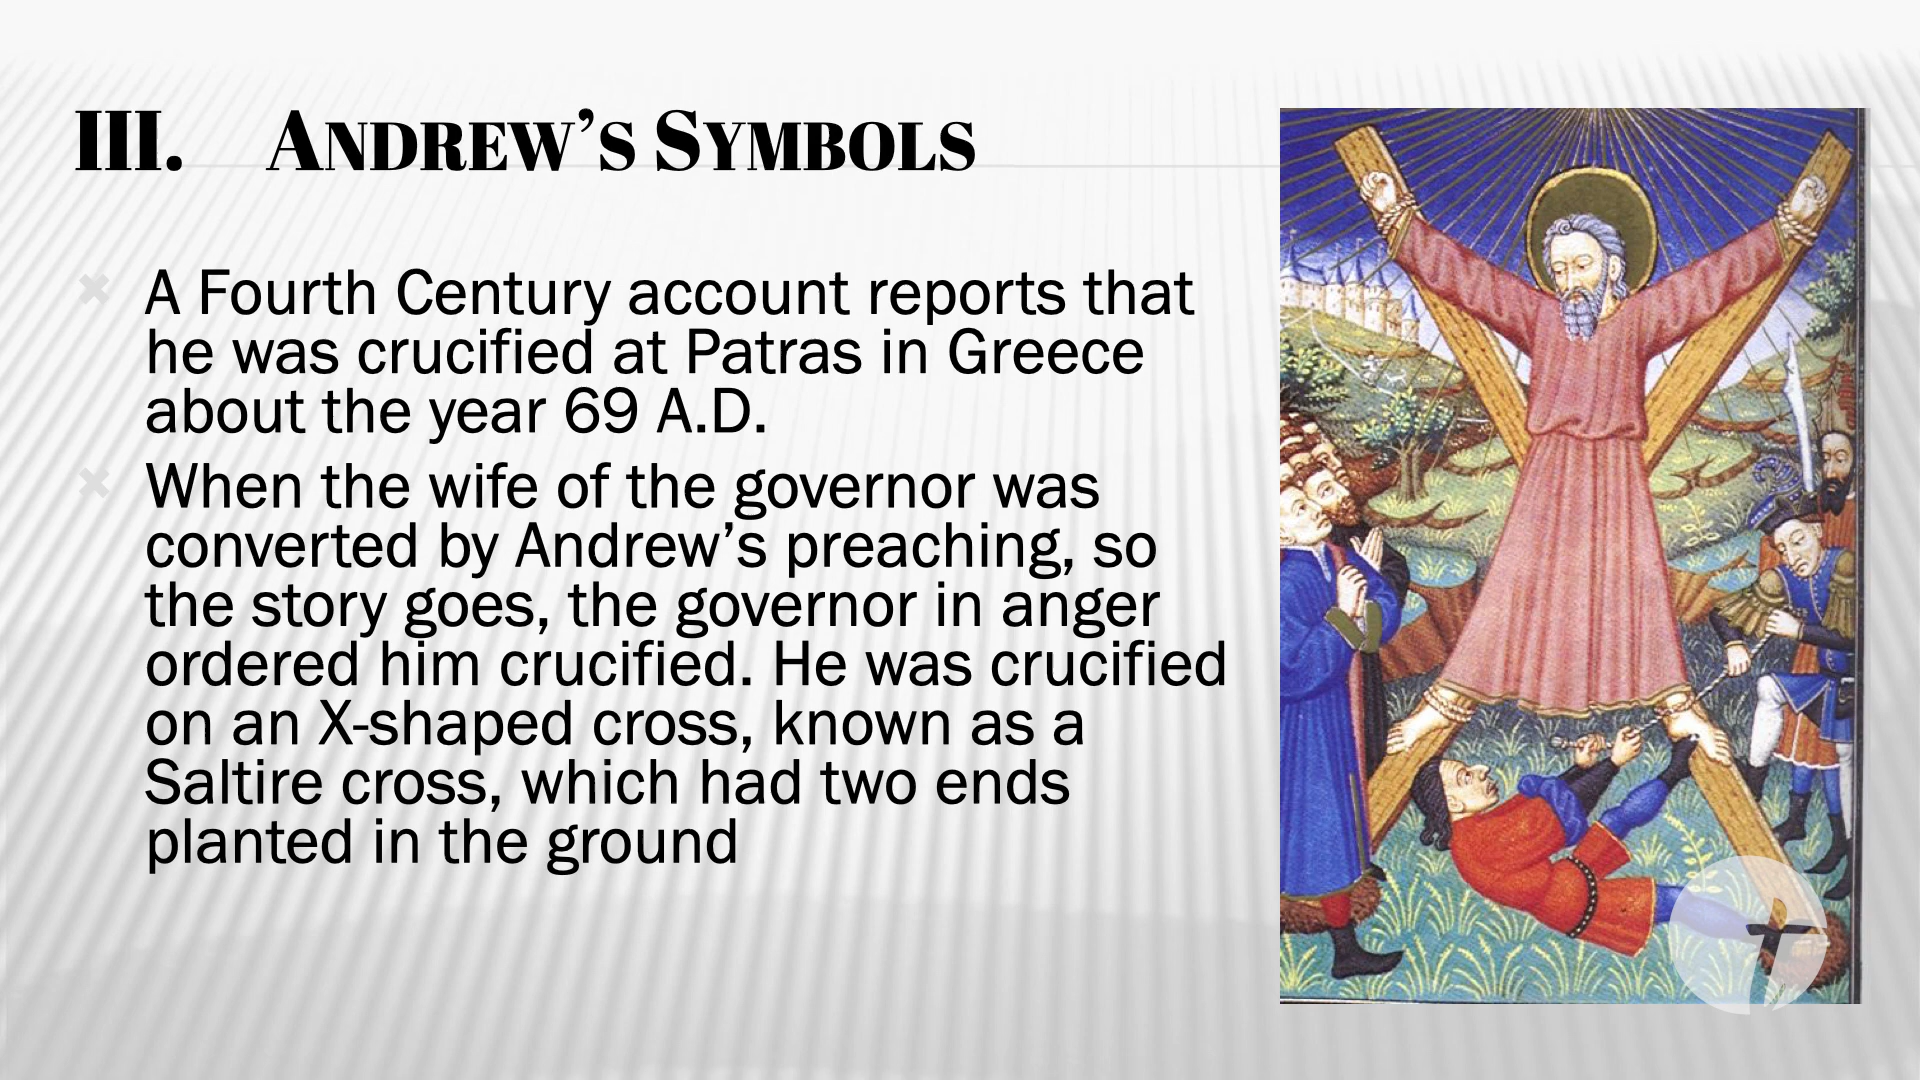 III. Andrew’s Symbols
A Fourth Century account reports that
he was crucified at Patras in Greece
about the year 69 A.D.
When the wife of the governor was
converted by Andrew’s preaching, so
the story goes, the governor in anger
ordered him crucified. He was crucified
on an X-shaped cross, known as a
Saltire cross, which had two ends
planted in the ground